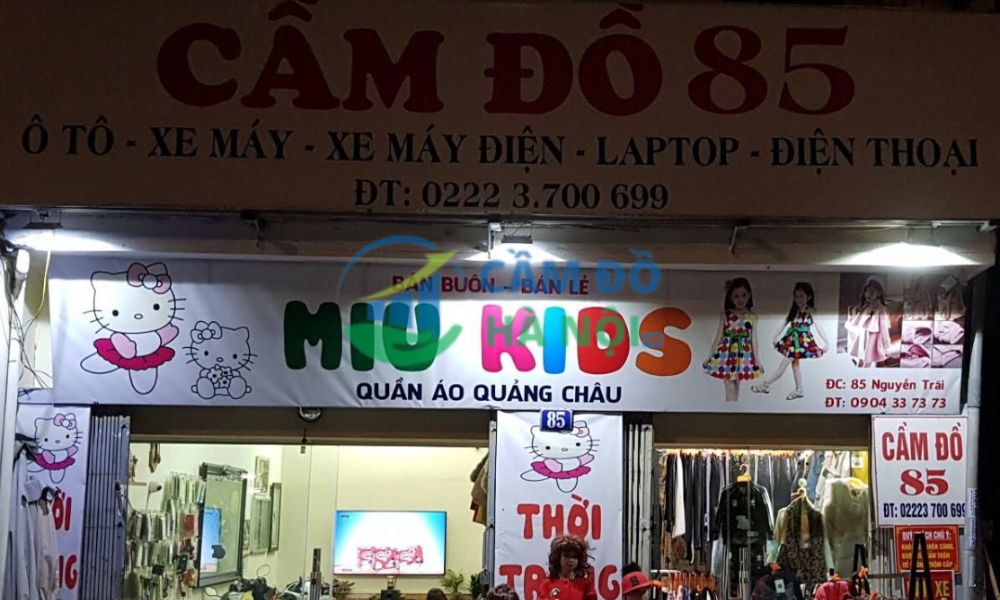 CẦM ĐỒ 85
Ô TÔ - XE MÁY - XE MÁY ĐIỆN - LAPTOP - ĐIỆN THOẠI
ĐT: 0222 3.700 699
BÁN BUÔN - BÁN LẺ
CẦM ĐỒ
HÀ NỘI
MIU KIDS
QUẦN ÁO QUẢNG CHÂU
ĐC: 85 Nguyễn Trãi
ĐT: 0904 33 73 73
85
THỜI
TRANG
CẦM ĐỒ
85
ĐT: 02223 700 699
CHÚ Ý:
XE